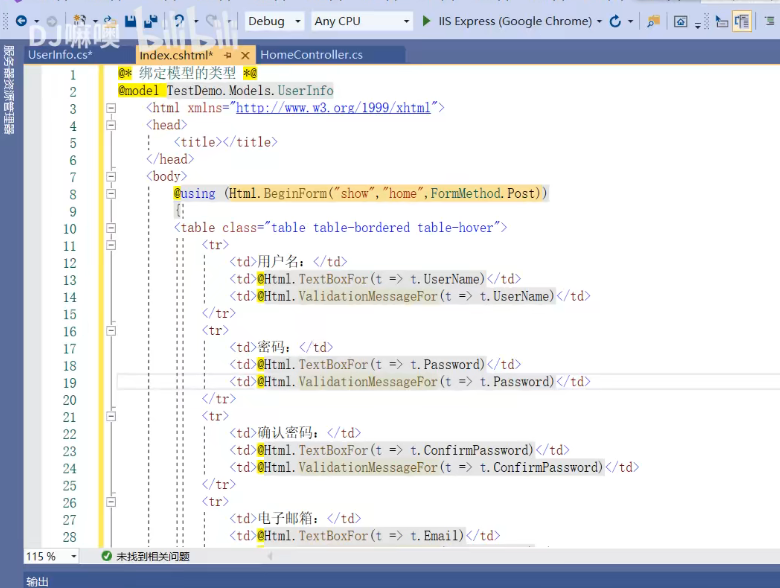 Debug
Any CPU
IIS Express (Google Chrome)
DJ嘛噢 bilibili
UserInfo.cs*
Index.cshtml*
HomeController.cs
服务器资源管理器
1 @* 绑定模型的类型 *@
2 @model TestDemo.Models.UserInfo
3 <html xmlns="http://www.w3.org/1999/xhtml">
4 <head>
5 <title></title>
6 </head>
7 <body>
8 @using (Html.BeginForm("show","home",FormMethod.Post))
9 {
10 <table class="table table-bordered table-hover">
11 <tr>
12 <td>用户名：</td>
13 <td>@Html.TextBoxFor(t => t.UserName)</td>
14 <td>@Html.ValidationMessageFor(t => t.UserName)</td>
15 </tr>
16 <tr>
17 <td>密码：</td>
18 <td>@Html.TextBoxFor(t => t.Password)</td>
19 <td>@Html.ValidationMessageFor(t => t.Password)</td>
20 </tr>
21 <tr>
22 <td>确认密码：</td>
23 <td>@Html.TextBoxFor(t => t.ConfirmPassword)</td>
24 <td>@Html.ValidationMessageFor(t => t.ConfirmPassword)</td>
25 </tr>
26 <tr>
27 <td>电子邮箱：</td>
28 <td>@Html.TextBoxFor(t => t.Email)</td>
115 %
未找到相关问题
输出